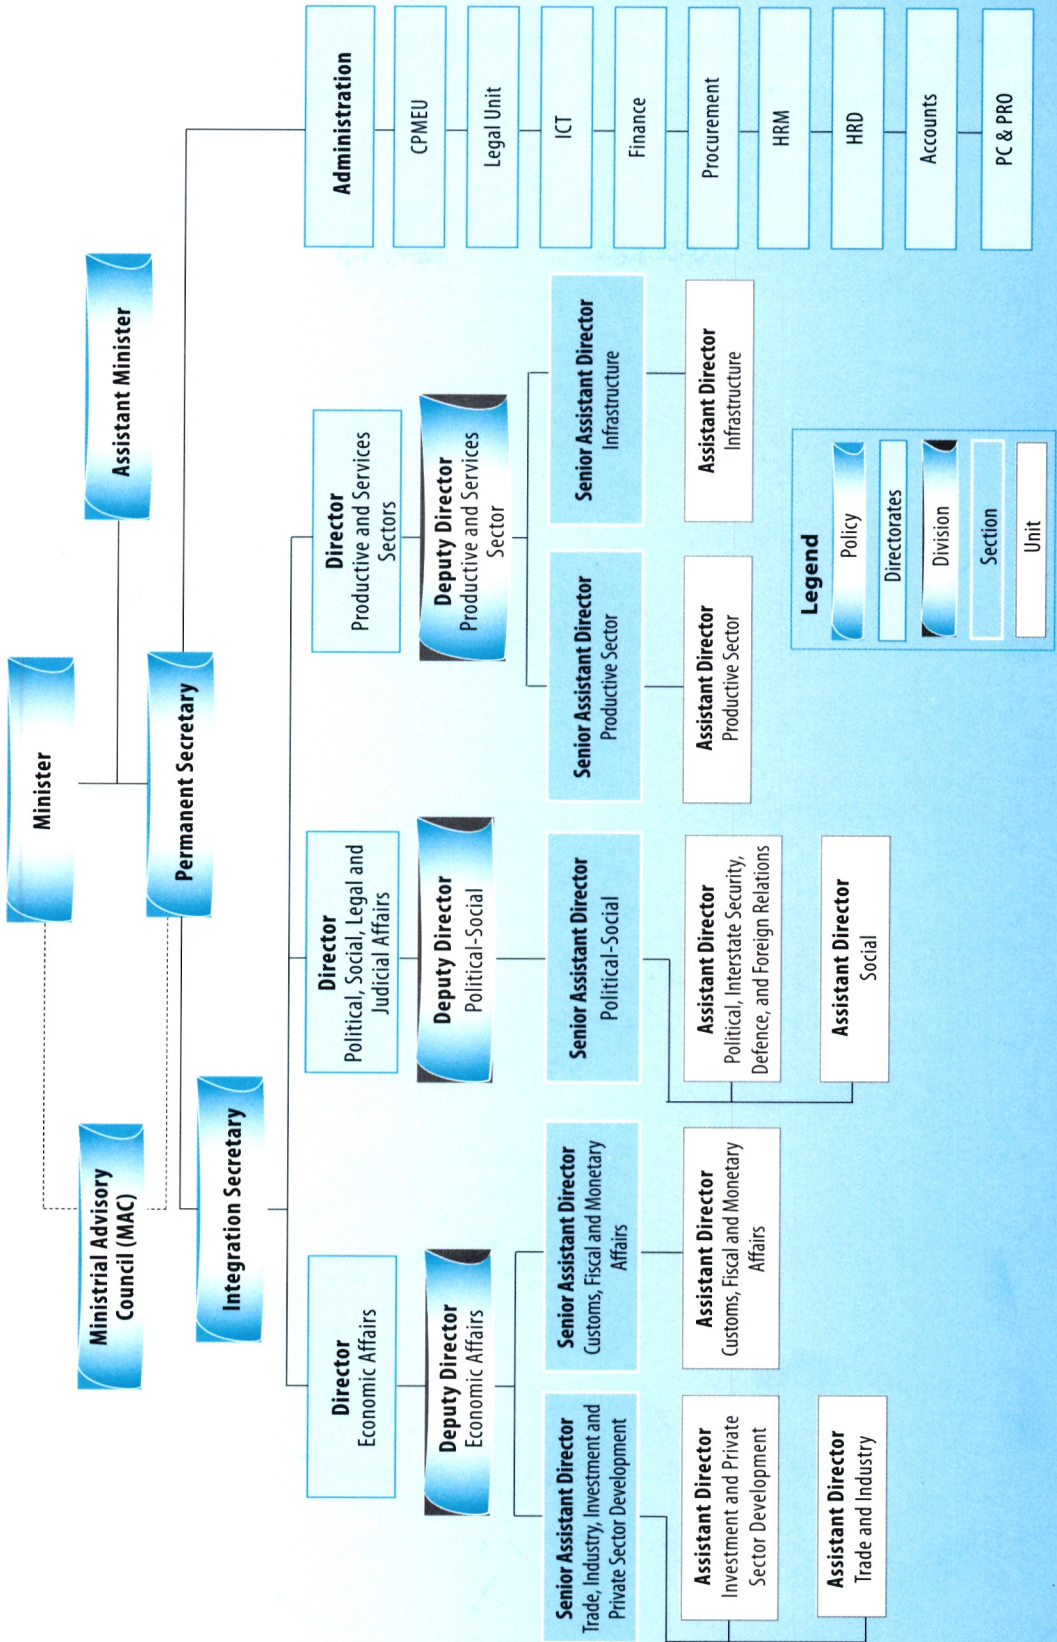 Minister
Assistant Minister
Ministrial Advisory
Council (MAC)
Permanent Secretary
Integration Secretary
Director
Economic Affairs
Director
Political, Social, Legal and
Judicial Affairs
Director
Productive and Services
Sectors
Administration
Deputy Director
Economic Affairs
Deputy Director
Political-Social
Deputy Director
Productive and Services
Sector
CPMEU
Legal Unit
ICT
Finance
Procurement
HRM
HRD
Accounts
PC & PRO
Senior Assistant Director
Trade, Industry, Investment and
Private Sector Development
Senior Assistant Director
Customs, Fiscal and Monetary
Affairs
Senior Assistant Director
Political-Social
Senior Assistant Director
Productive Sector
Senior Assistant Director
Infrastructure
Assistant Director
Investment and Private
Sector Development
Assistant Director
Customs, Fiscal and Monetary
Affairs
Assistant Director
Political, Interstate Security,
Defence, and Foreign Relations
Assistant Director
Productive Sector
Assistant Director
Infrastructure
Assistant Director
Trade and Industry
Assistant Director
Social
Legend
Policy
Directorates
Division
Section
Unit